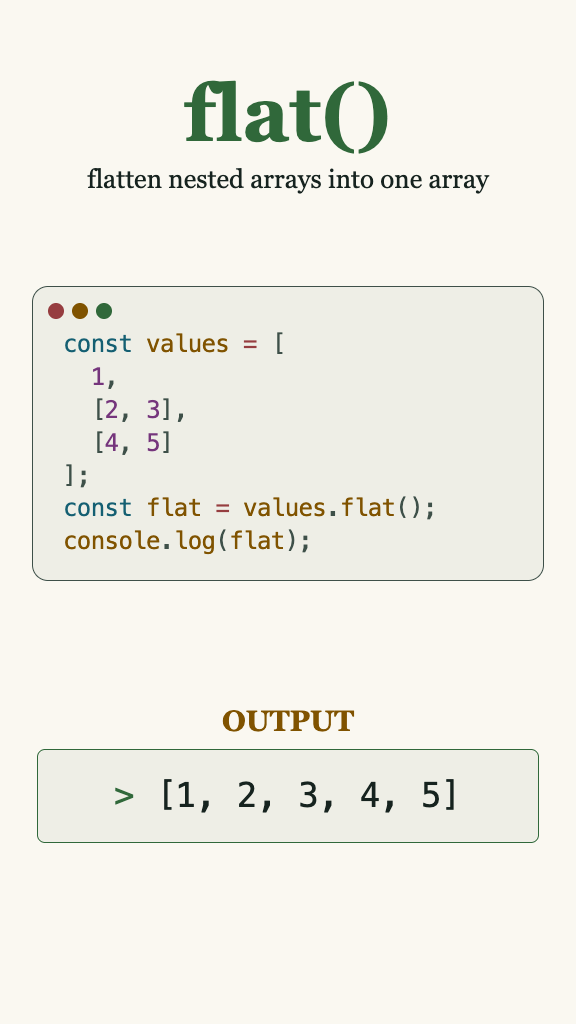 flat()
flatten nested arrays into one array
const values = [
  1,
  [2, 3],
  [4, 5]
];
const flat = values.flat();
console.log(flat);
OUTPUT
> [1, 2, 3, 4, 5]